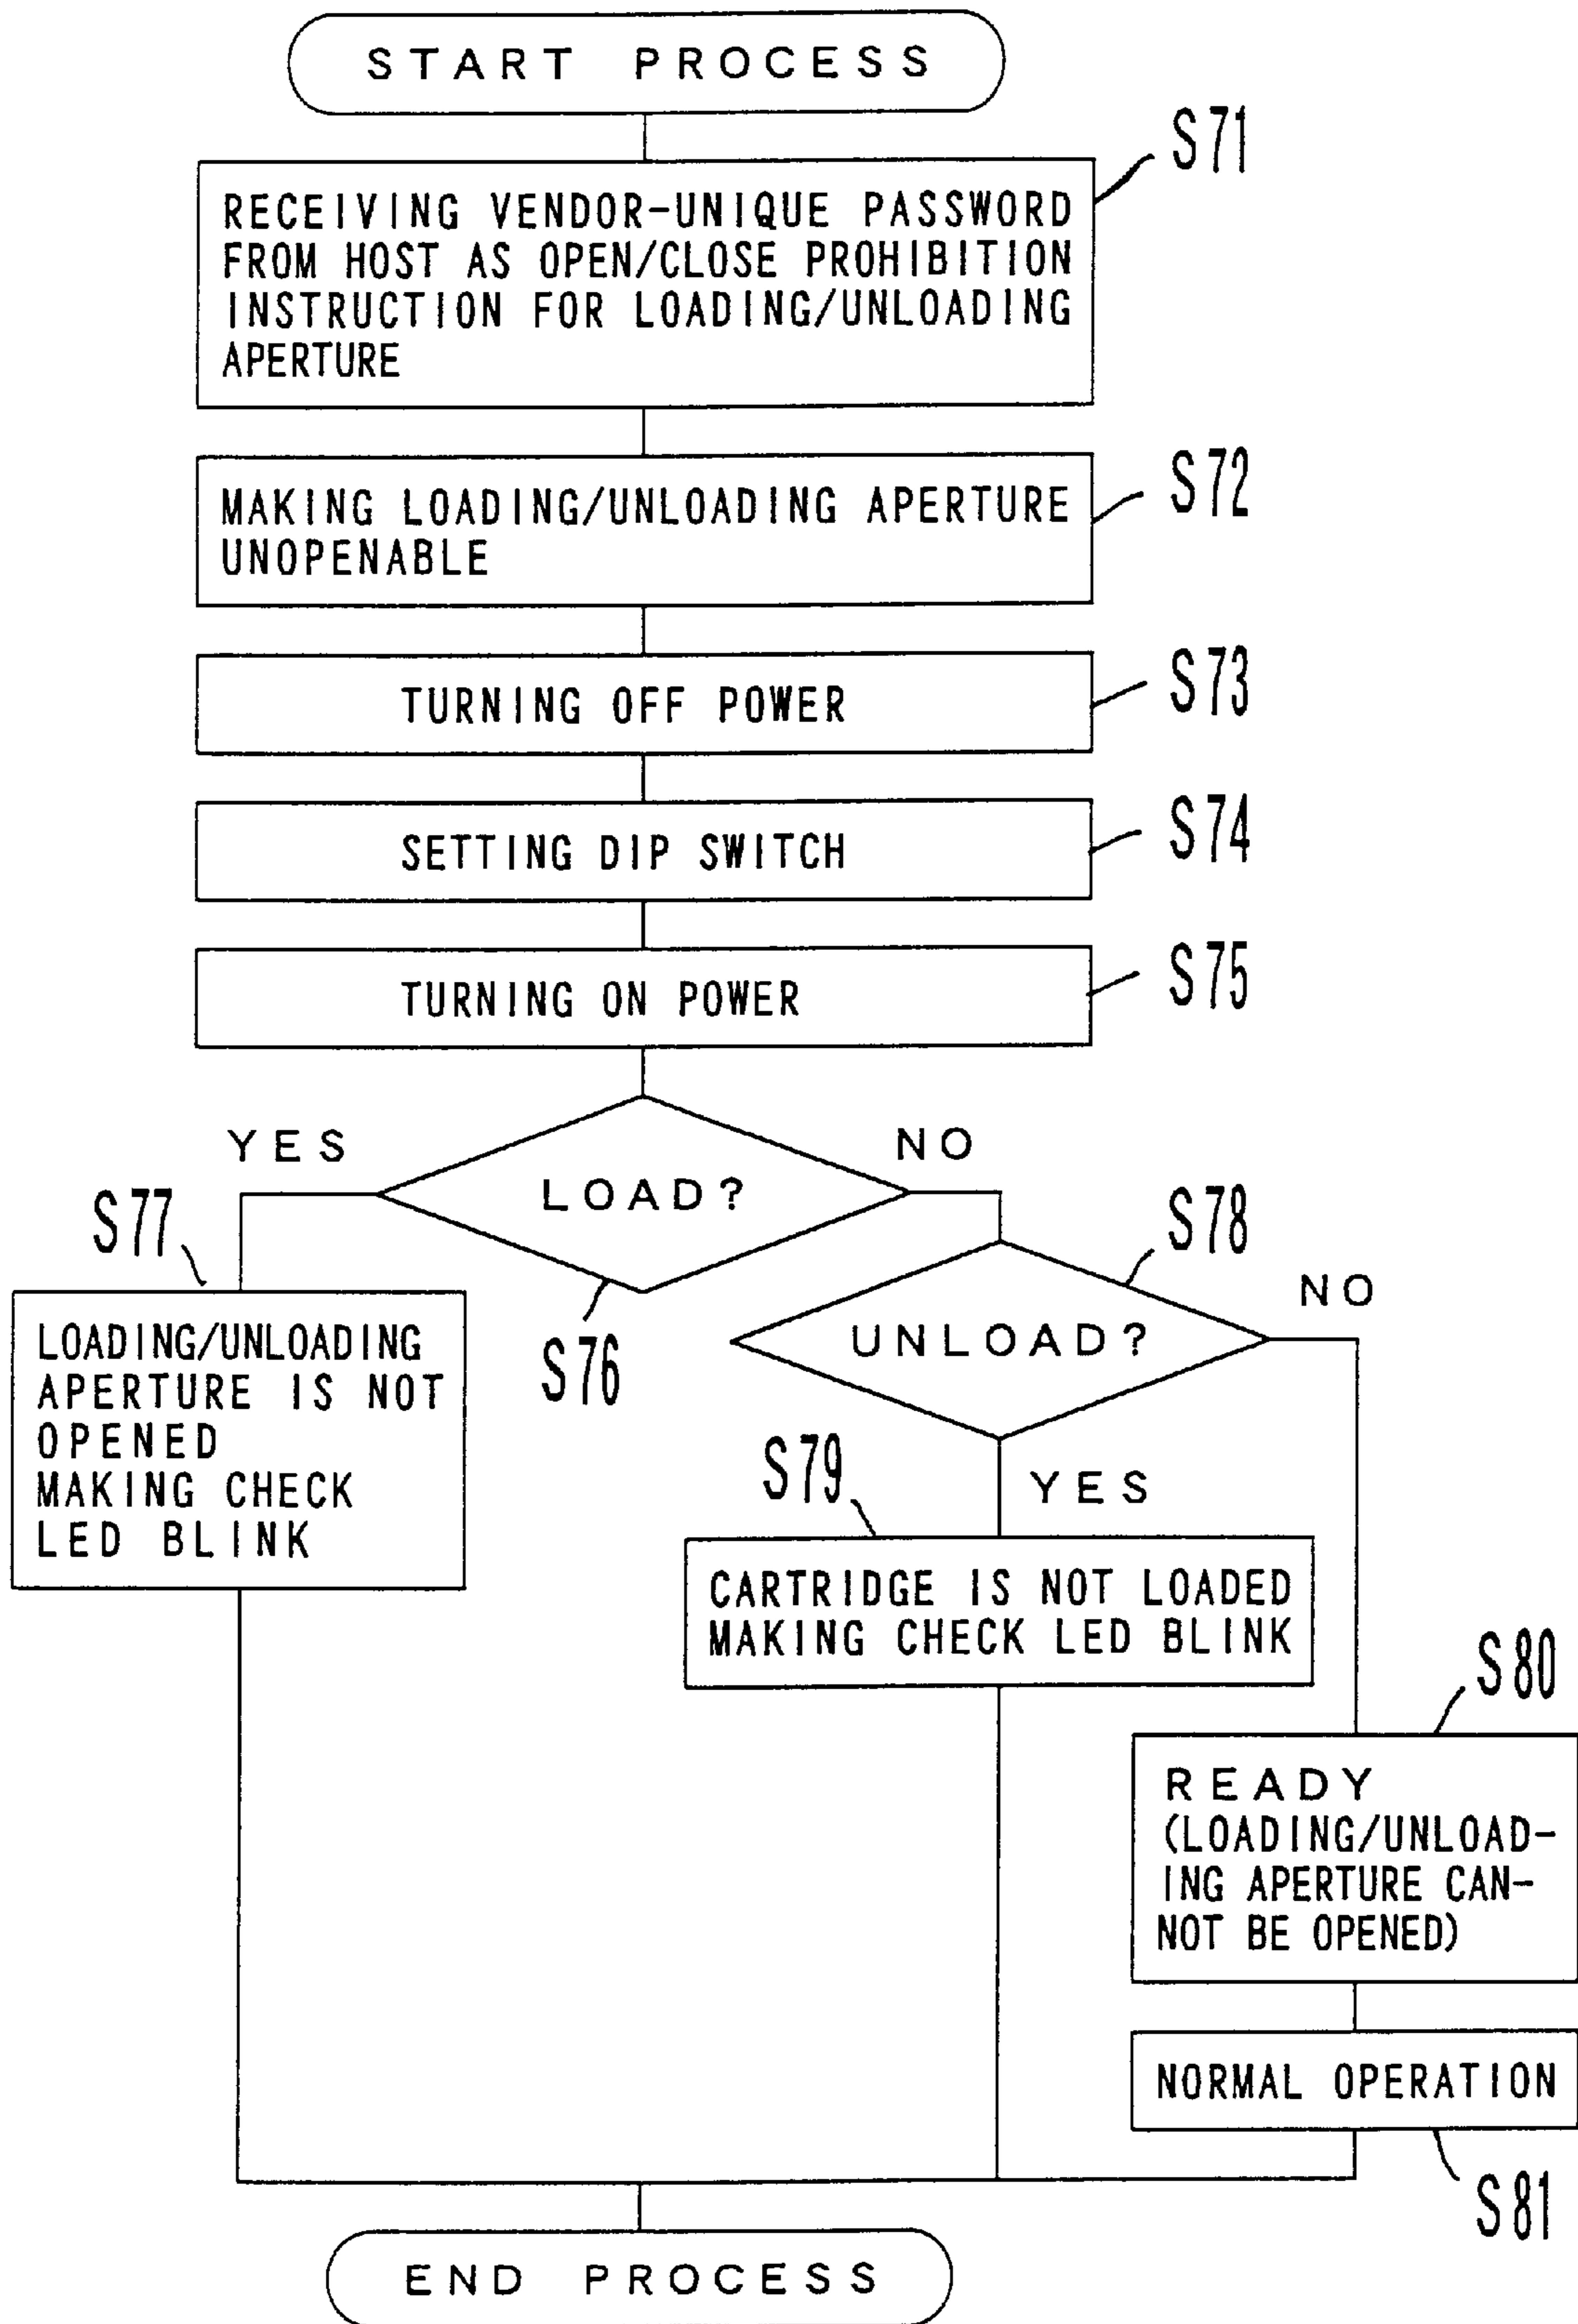 START PROCESS
S71
RECEIVING VENDOR-UNIQUE PASSWORD
FROM HOST AS OPEN/CLOSE PROHIBITION
INSTRUCTION FOR LOADING/UNLOADING
APERTURE
S72
MAKING LOADING/UNLOADING APERTURE
UNOPENABLE
S73
TURNING OFF POWER
S74
SETTING DIP SWITCH
S75
TURNING ON POWER
YES
NO
LOAD?
S76
S77
LOADING/UNLOADING
APERTURE IS NOT
OPENED
MAKING CHECK
LED BLINK
S78
NO
UNLOAD?
YES
S79
CARTRIDGE IS NOT LOADED
MAKING CHECK LED BLINK
S80
READY
(LOADING/UNLOAD-
ING APERTURE CAN-
NOT BE OPENED)
NORMAL OPERATION
S81
END PROCESS